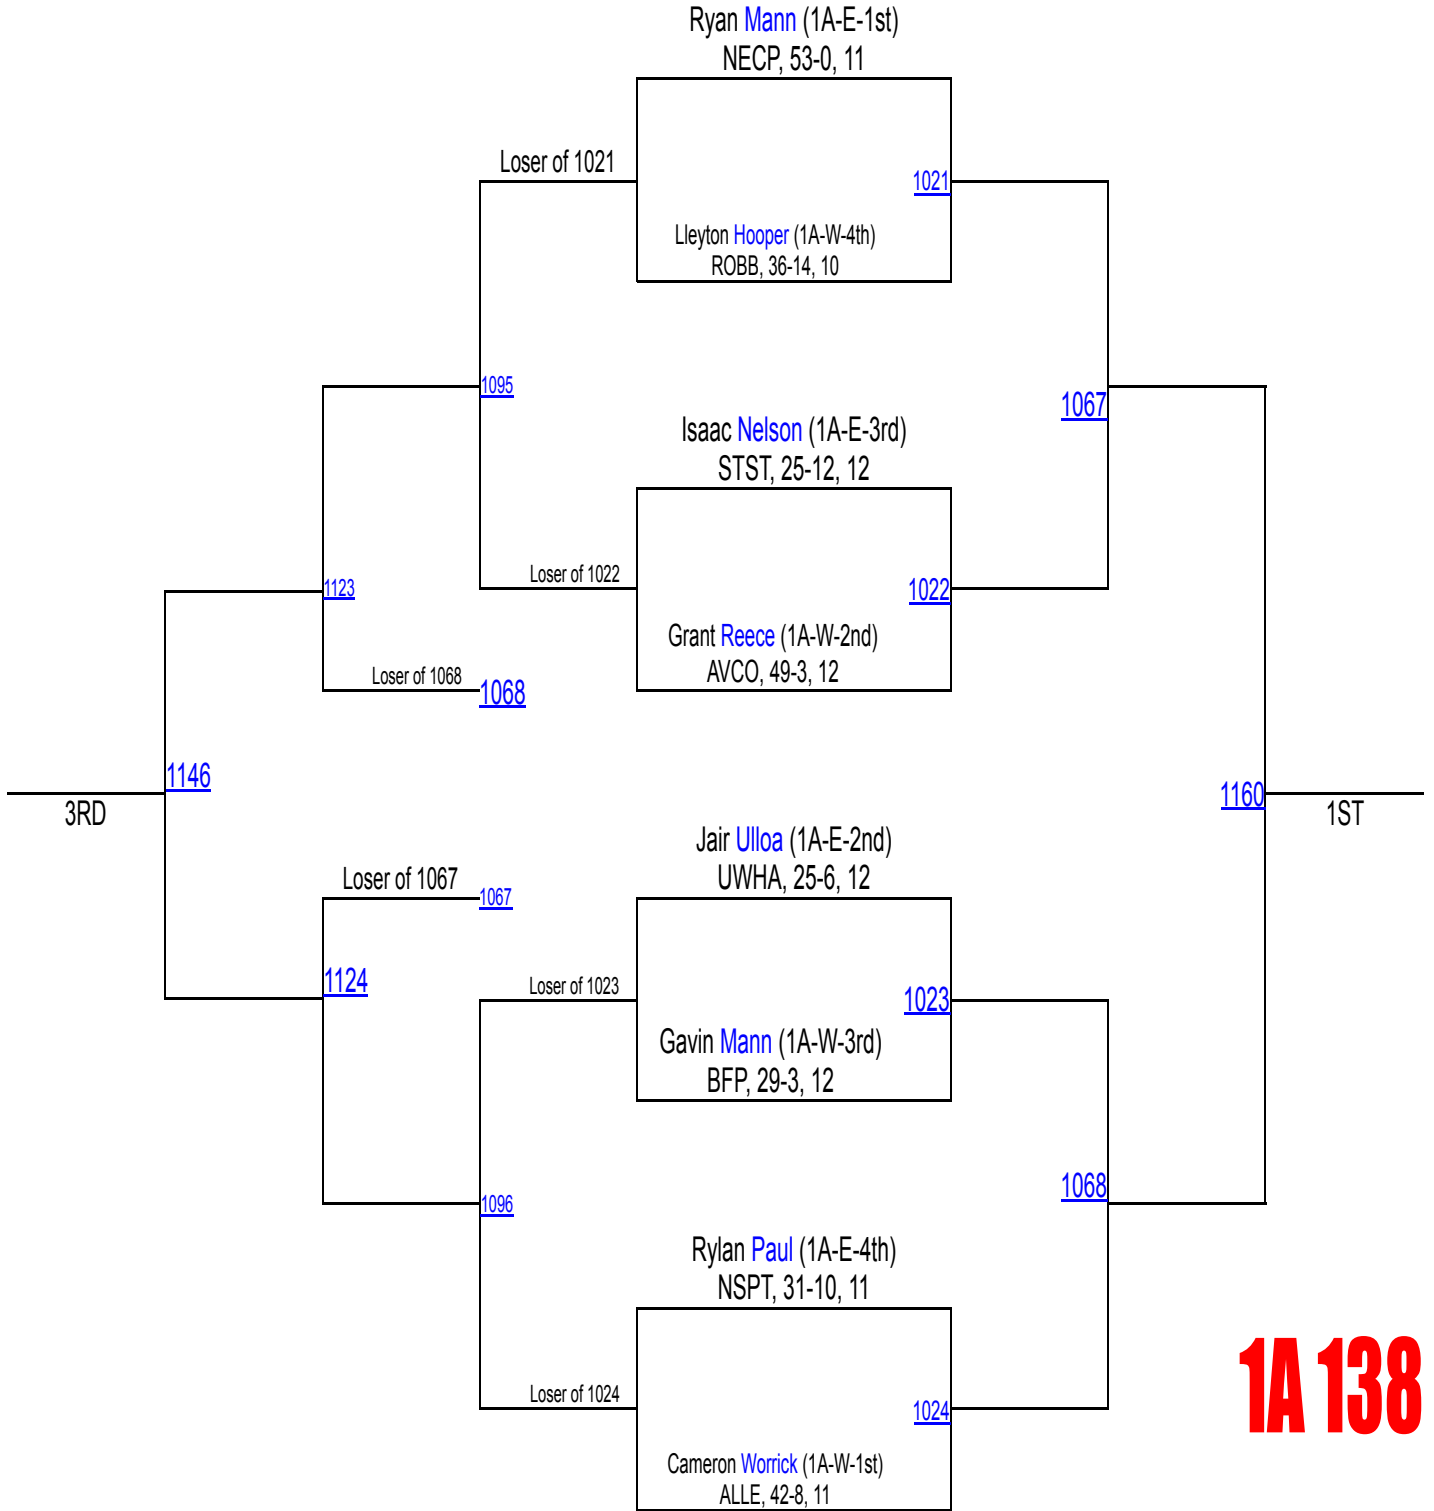 Ryan Mann (1A-E-1st)
NECP, 53-0, 11
Loser of 1021
1021
Lleyton Hooper (1A-W-4th)
ROBB, 36-14, 10
1095
1067
Isaac Nelson (1A-E-3rd)
STST, 25-12, 12
Loser of 1022
1022
1123
Grant Reece (1A-W-2nd)
AVCO, 49-3, 12
Loser of 1068
1068
1146
3RD
1160
1ST
Jair Ulloa (1A-E-2nd)
UWHA, 25-6, 12
Loser of 1067
1067
1124
Loser of 1023
1023
Gavin Mann (1A-W-3rd)
BFP, 29-3, 12
1096
1068
Rylan Paul (1A-E-4th)
NSPT, 31-10, 11
Loser of 1024
1024
Cameron Worrick (1A-W-1st)
ALLE, 42-8, 11
1A 138